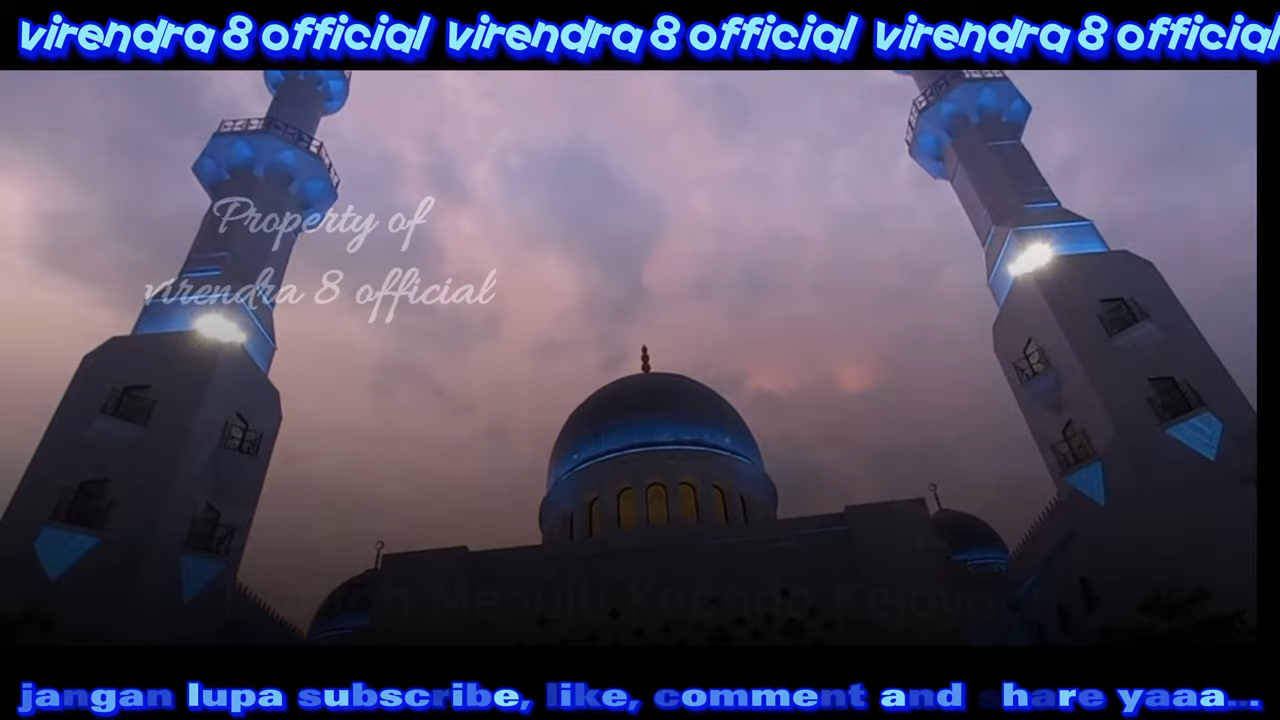 virendra 8 official virendra 8 official virendra 8 official
Property of
virendra 8 official
Menuju
jangan lupa subscribe, like, comment and share yaaa...